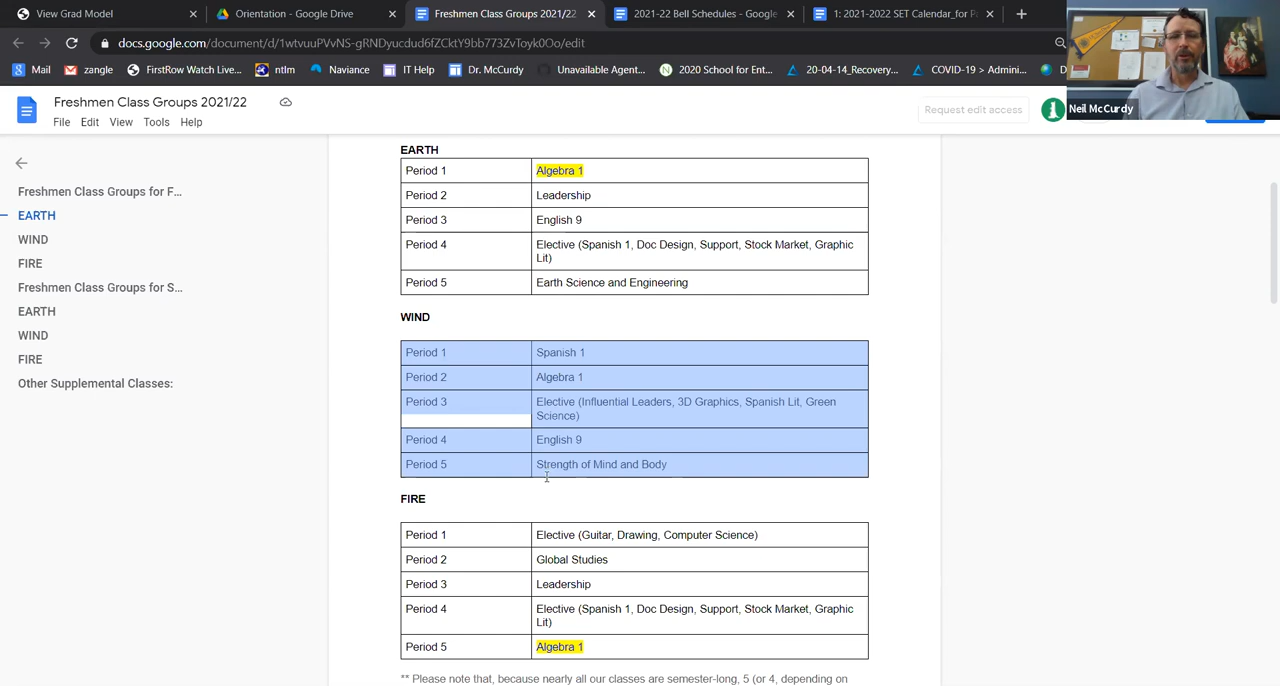 View Grad Model
Orientation - Google Drive
Freshmen Class Groups 2021/22
2021-22 Bell Schedules - Google
1: 2021-2022 SET Calendar_for P
docs.google.com/document/d/1wtvuuPVvNS-gRNDyucdud6fZCktY9bb773ZvToyk0Oo/edit
Mail
zangle
FirstRow Watch Live...
ntlm
Naviance
IT Help
Dr. McCurdy
Unavailable Agent...
2020 School for Ent...
20-04-14_Recovery...
COVID-19 > Admini...
D
Neil McCurdy
Freshmen Class Groups 2021/22
File Edit View Tools Help
Request edit access
Freshmen Class Groups for F...
EARTH
WIND
FIRE
Freshmen Class Groups for S...
EARTH
WIND
FIRE
Other Supplemental Classes:
EARTH
Period 1 Algebra 1
Period 2 Leadership
Period 3 English 9
Period 4 Elective (Spanish 1, Doc Design, Support, Stock Market, Graphic
Lit)
Period 5 Earth Science and Engineering
WIND
Period 1 Spanish 1
Period 2 Algebra 1
Period 3 Elective (Influential Leaders, 3D Graphics, Spanish Lit, Green
Science)
Period 4 English 9
Period 5 Strength of Mind and Body
FIRE
Period 1 Elective (Guitar, Drawing, Computer Science)
Period 2 Global Studies
Period 3 Leadership
Period 4 Elective (Spanish 1, Doc Design, Support, Stock Market, Graphic
Lit)
Period 5 Algebra 1
** Please note that, because nearly all our classes are semester-long, 5 (or 4, depending on